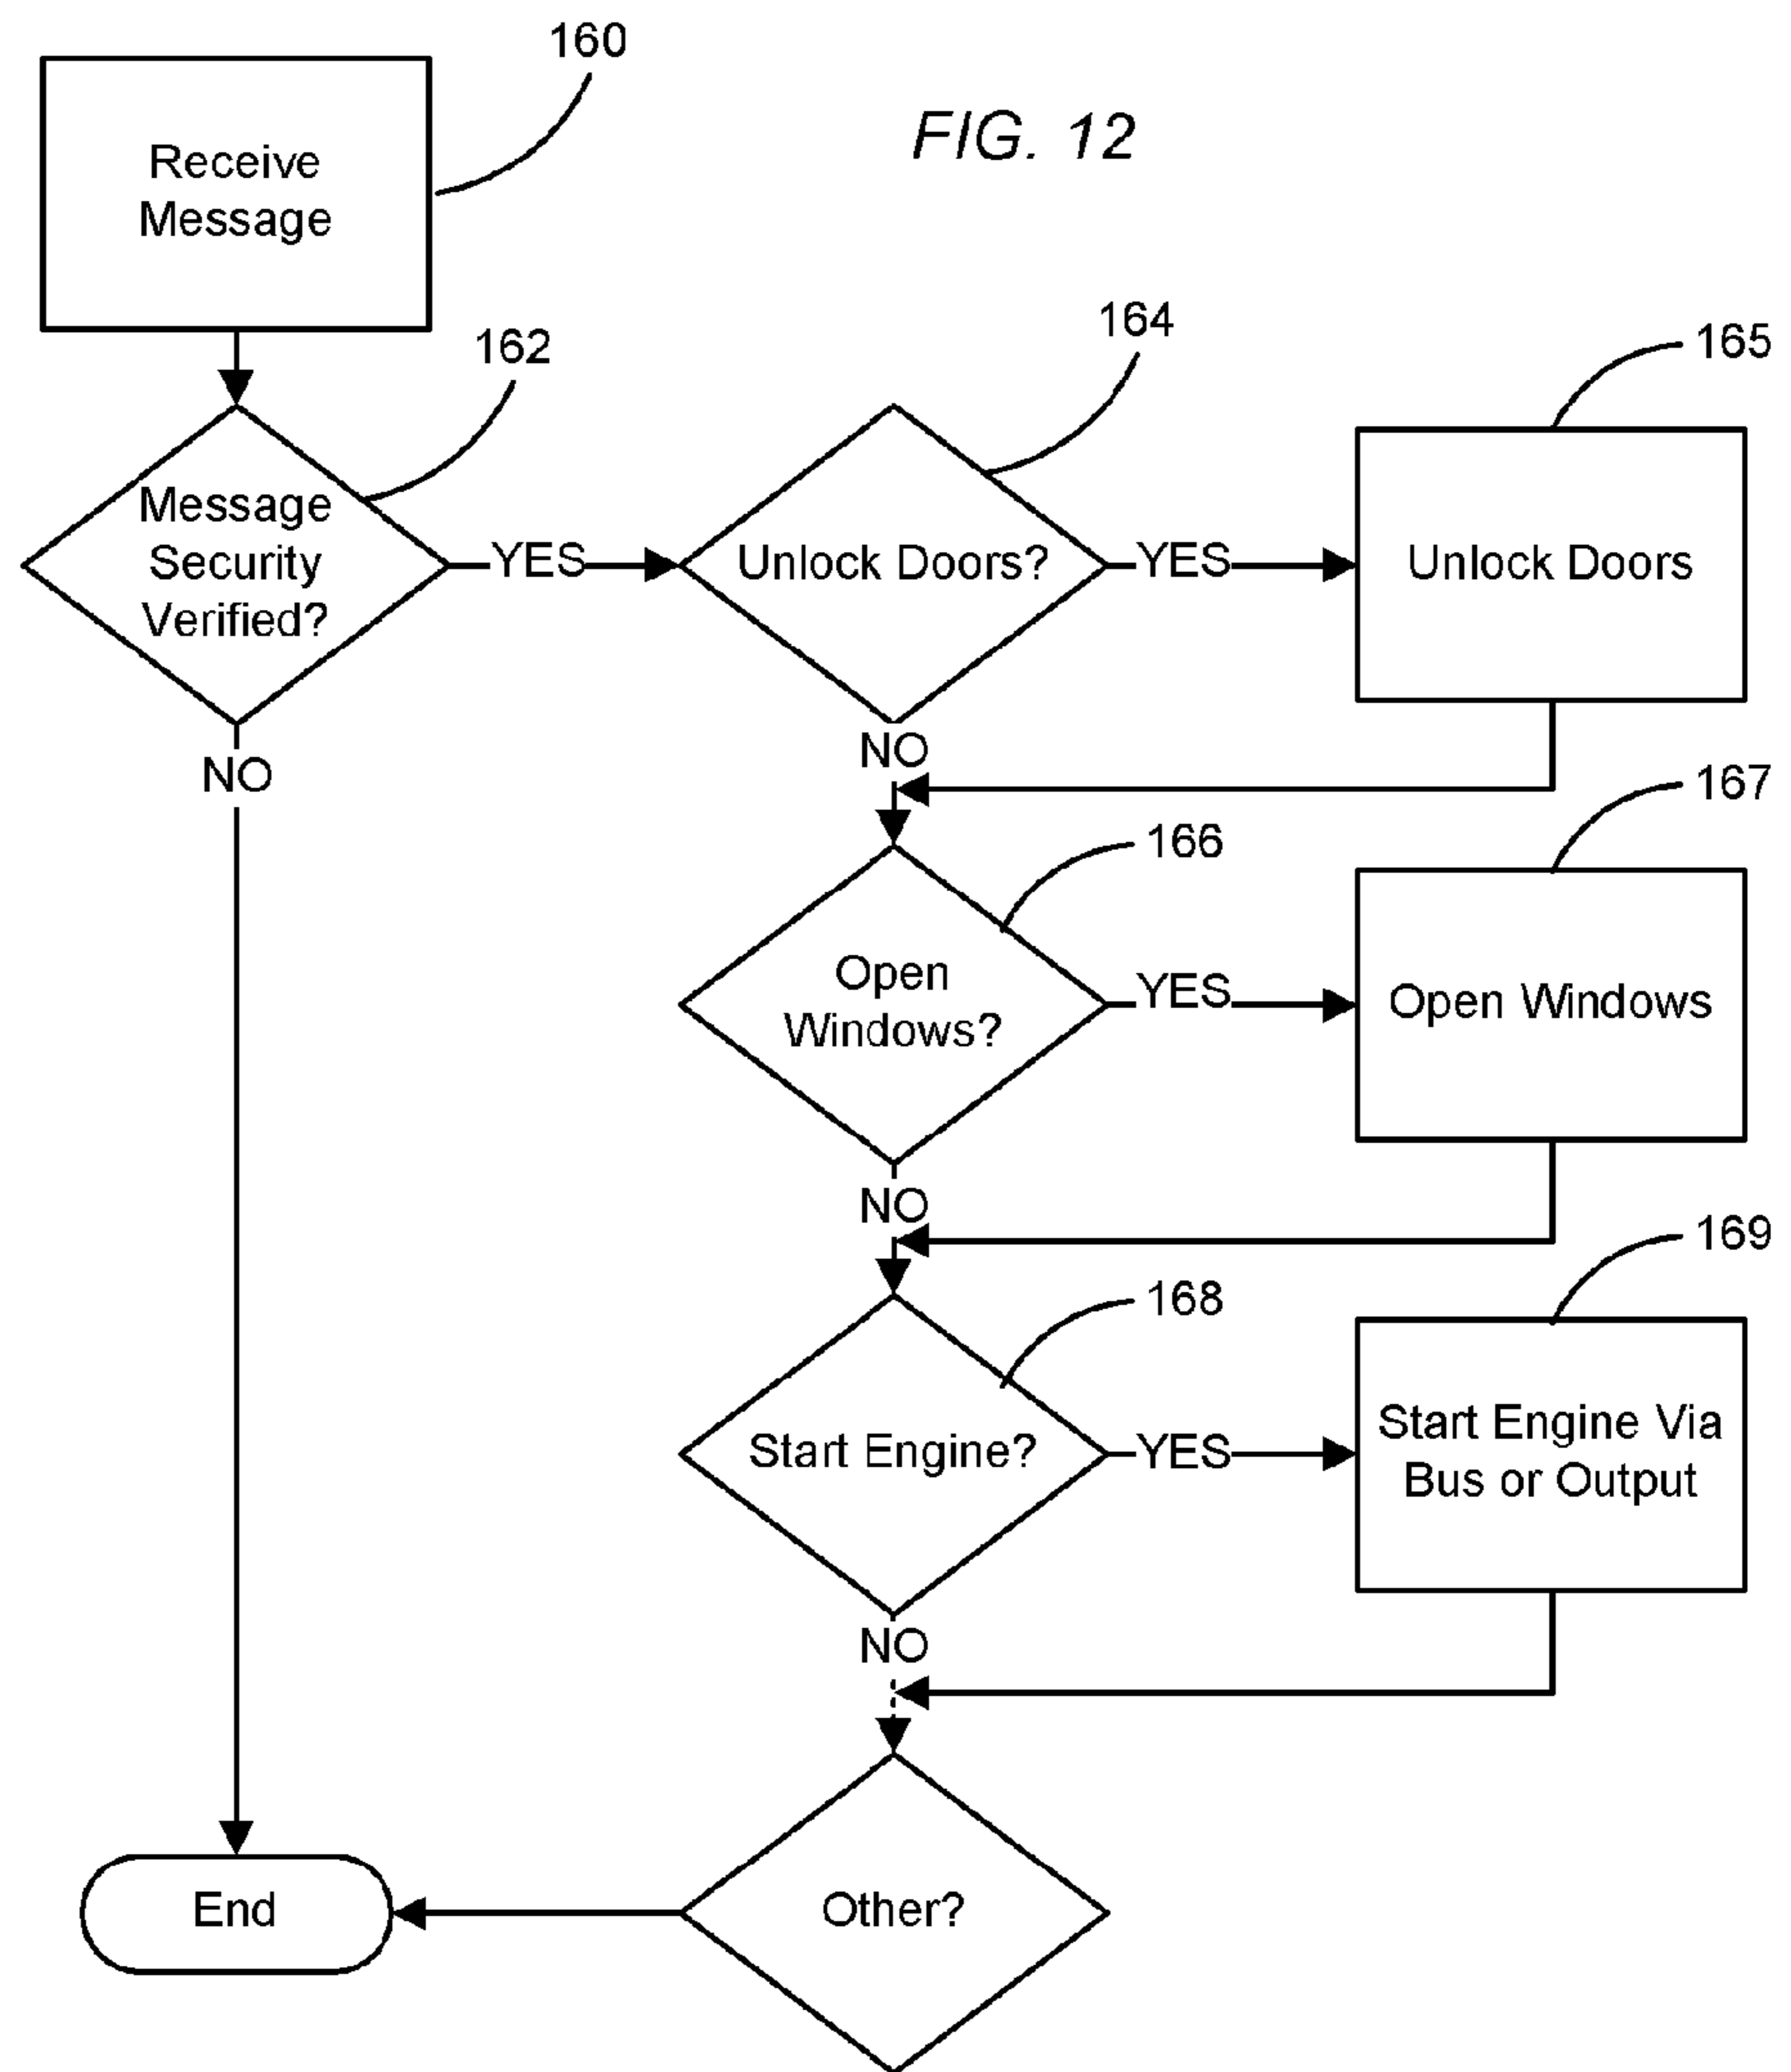 160
FIG. 12
Receive
Message
162
164
165
Message
Security
Verified?
YES
Unlock Doors?
YES
Unlock Doors
NO
NO
166
167
Open
Windows?
YES
Open Windows
NO
168
169
Start Engine?
YES
Start Engine Via
Bus or Output
NO
End
Other?